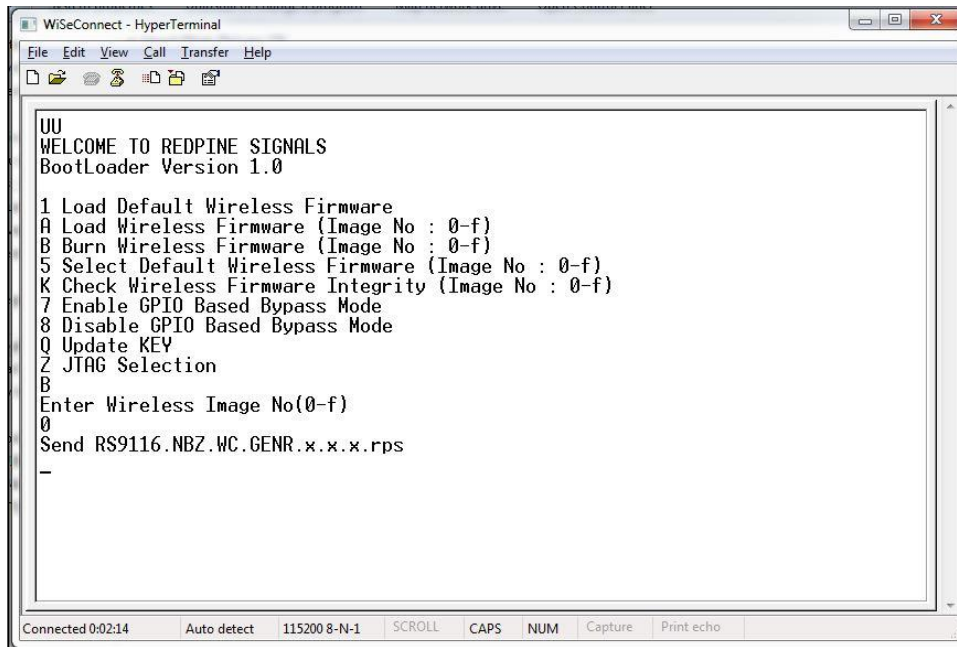 WiSeConnect - HyperTerminal
File Edit View Call Transfer Help
UU
WELCOME TO REDPINE SIGNALS
BootLoader Version 1.0
1 Load Default Wireless Firmware
A Load Wireless Firmware (Image No : 0-f)
B Burn Wireless Firmware (Image No : 0-f)
5 Select Default Wireless Firmware (Image No : 0-f)
K Check Wireless Firmware Integrity (Image No : 0-f)
7 Enable GPIO Based Bypass Mode
8 Disable GPIO Based Bypass Mode
Q Update KEY
Z JTAG Selection
B
Enter Wireless Image No(0-f)
0
Send RS9116.NBZ.WC.GENR.x.x.x.rps
_
Connected 0:02:14 Auto detect 115200 8-N-1 SCROLL CAPS NUM Capture Print echo